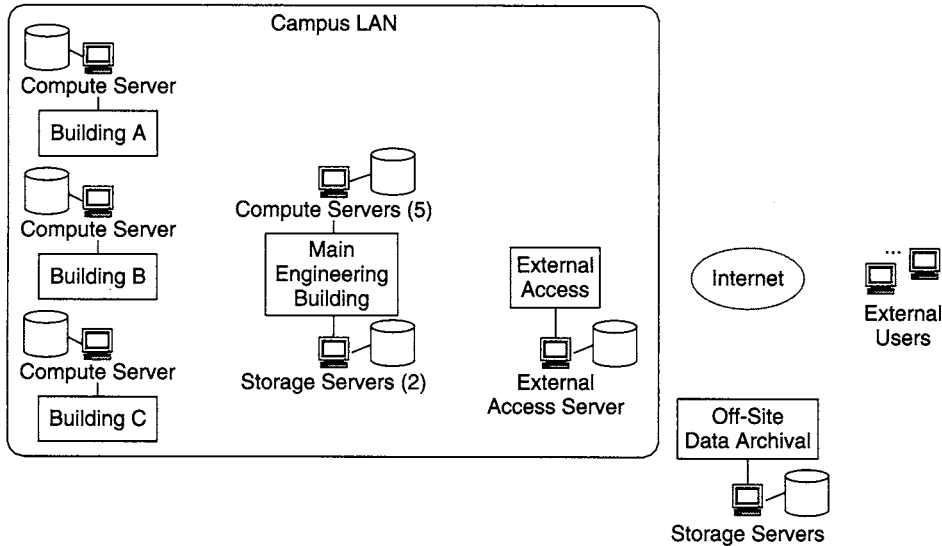 Campus LAN
Compute Server
Building A
Compute Server
Building B
Compute Server
Building C
Compute Servers (5)
Main
Engineering
Building
Storage Servers (2)
External
Access
External
Access Server
Internet
...
External
Users
Off-Site
Data Archival
Storage Servers